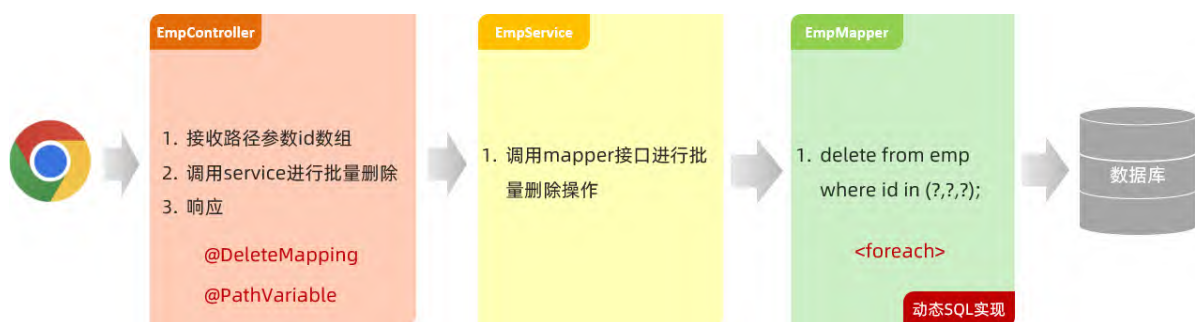 EmpController
1. 接收路径参数id数组
2. 调用service进行批量删除
3. 响应
@DeleteMapping
@PathVariable
EmpService
1. 调用mapper接口进行批
量删除操作
EmpMapper
1. delete from emp
where id in (?,?,?);
<foreach>
动态SQL实现
数据库